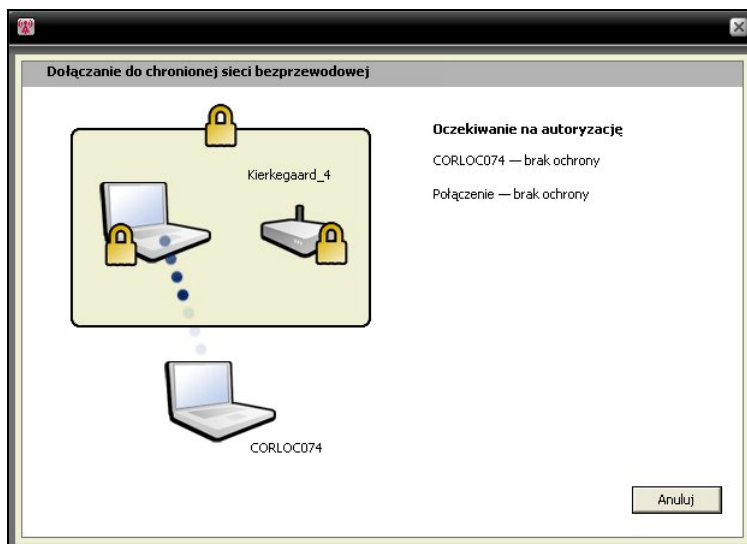 Dołączanie do chronionej sieci bezprzewodowej
Kierkegaard_4
CORLOC074
Oczekiwanie na autoryzację
CORLOC074 — brak ochrony
Połączenie — brak ochrony
Anuluj